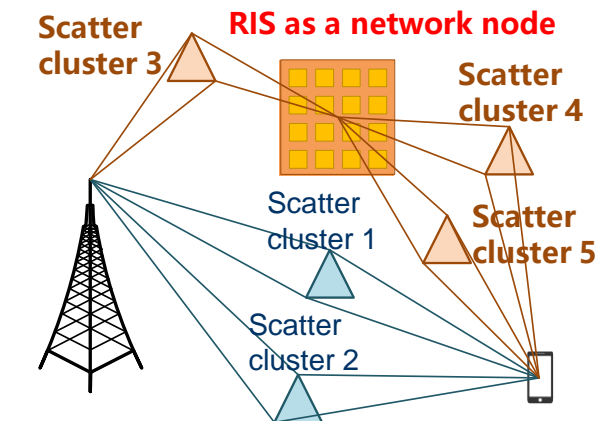 RIS as a network node
Scatter
cluster 3
Scatter
cluster 4
Scatter
cluster 1
Scatter
cluster 5
Scatter
cluster 2